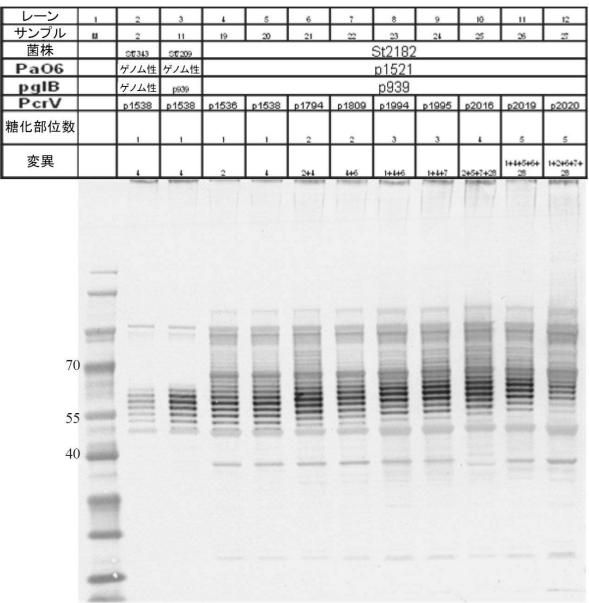 レーン 1 2 3 4 5 6 7 8 9 10 11 12
サンプル M 2 11 19 20 21 22 23 24 25 26 27
菌株 St7343 St7209 St2182
PaO6 ゲノム性 ゲノム性 p1521
pglB ゲノム性 p939 p939
PcrV p1538 p1538 p1536 p1538 p1794 p1809 p1994 p1995 p2016 p2019 p2020
糖化部位数 1 1 1 1 2 2 3 3 4 5 5
変異 4 4 2 4 2+4 4+6 1+4+6 1+4+7 2+5+7+28 1+4+5+6+28 1+2+6+7+28
70
55
40